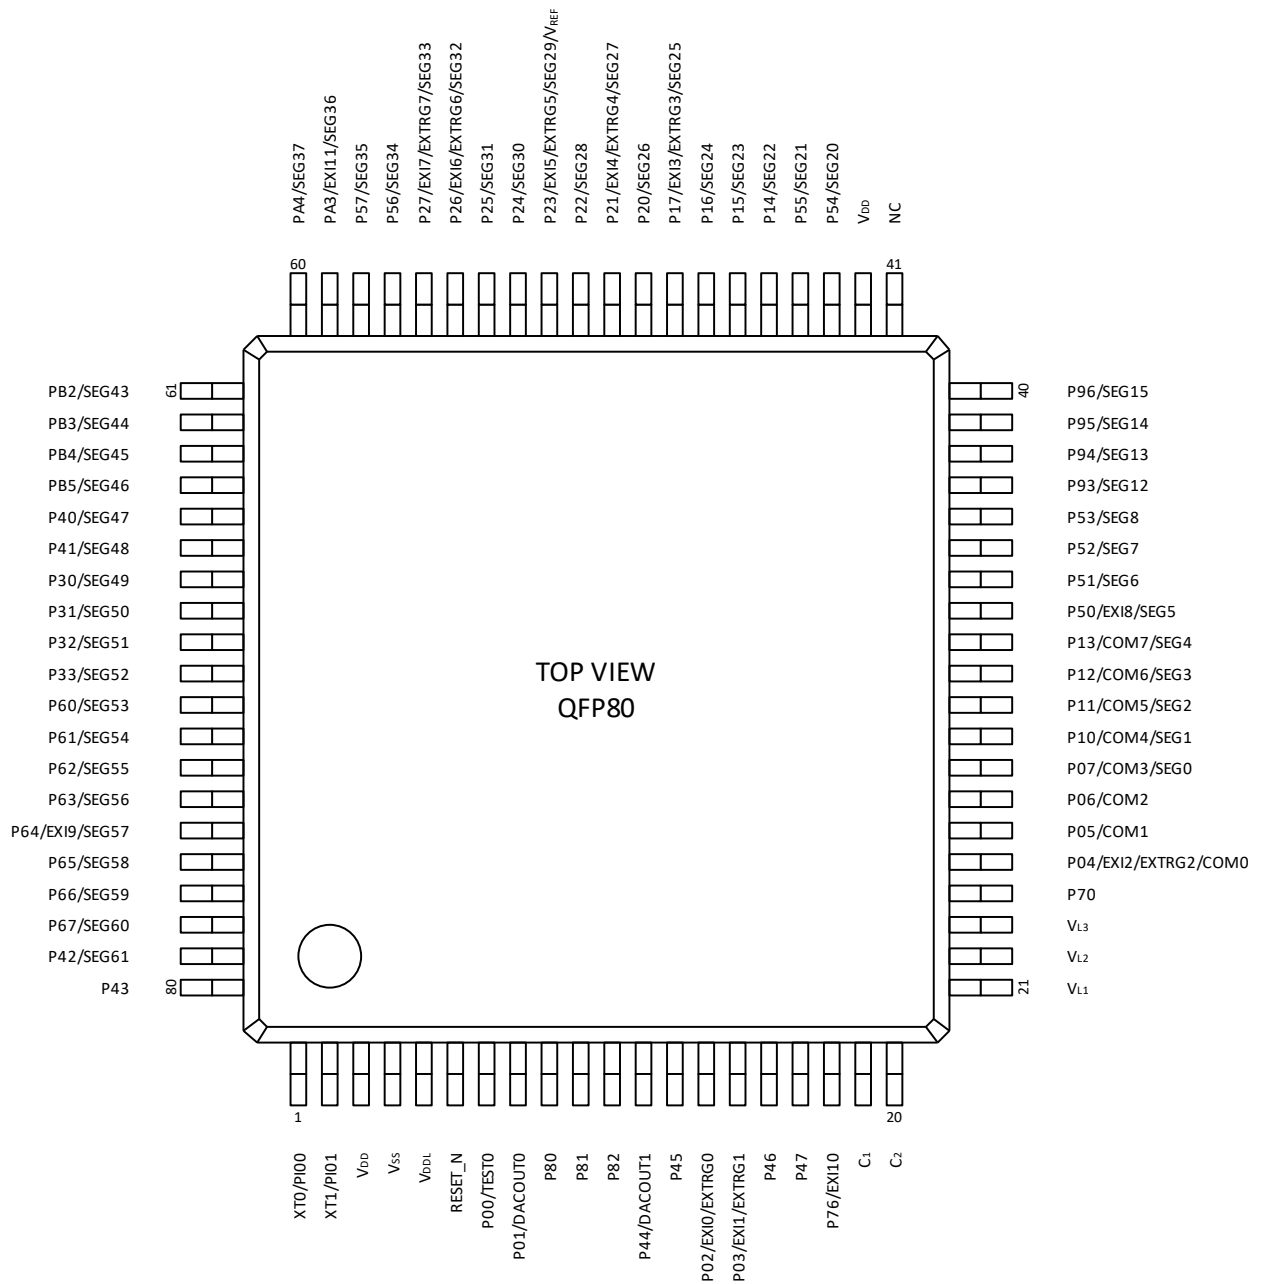 PA4/SEG37
PA3/EXI11/SEG36
P57/SEG35
P56/SEG34
P27/EXI7/EXTRG7/SEG33
P26/EXI6/EXTRG6/SEG32
P25/SEG31
P24/SEG30
P23/EXI5/EXTRG5/SEG29/VREF
P22/SEG28
P21/EXI4/EXTRG4/SEG27
P20/SEG26
P17/EXI3/EXTRG3/SEG25
P16/SEG24
P15/SEG23
P14/SEG22
P55/SEG21
P54/SEG20
VDD
NC
60
41
PB2/SEG43
61
PB3/SEG44
PB4/SEG45
PB5/SEG46
P40/SEG47
P41/SEG48
P30/SEG49
P31/SEG50
P32/SEG51
P33/SEG52
P60/SEG53
P61/SEG54
P62/SEG55
P63/SEG56
P64/EXI9/SEG57
P65/SEG58
P66/SEG59
P67/SEG60
P42/SEG61
P43
80
TOP VIEW
QFP80
40
P96/SEG15
P95/SEG14
P94/SEG13
P93/SEG12
P53/SEG8
P52/SEG7
P51/SEG6
P50/EXI8/SEG5
P13/COM7/SEG4
P12/COM6/SEG3
P11/COM5/SEG2
P10/COM4/SEG1
P07/COM3/SEG0
P06/COM2
P05/COM1
P04/EXI2/EXTRG2/COM0
P70
VL3
VL2
21
VL1
1
20
XT0/PI00
XT1/PI01
VDD
VSS
VDDL
RESET_N
P00/TEST0
P01/DACOUT0
P80
P81
P82
P44/DACOUT1
P45
P02/EXI0/EXTRG0
P03/EXI1/EXTRG1
P46
P47
P76/EXI10
C1
C2